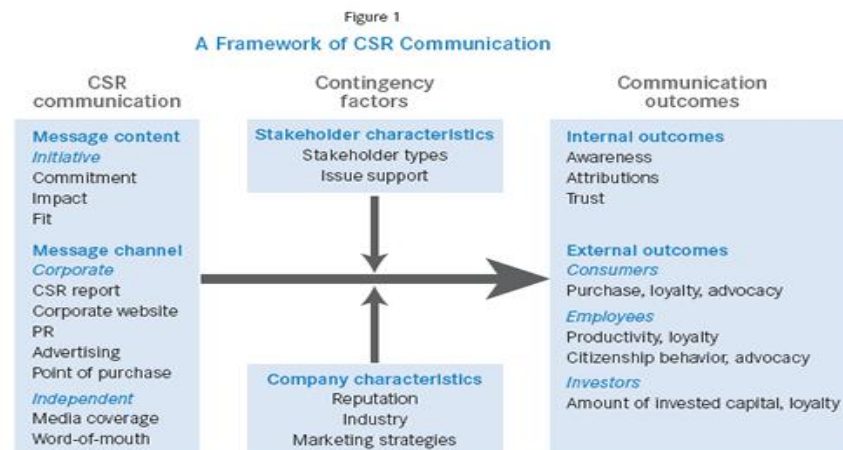 Figure 1
A Framework of CSR Communication
CSR
communication
Message content
Initiative
Commitment
Impact
Fit
Message channel
Corporate
CSR report
Corporate website
PR
Advertising
Point of purchase
Independent
Media coverage
Word-of-mouth
Contingency
factors
Stakeholder characteristics
Stakeholder types
Issue support
Company characteristics
Reputation
Industry
Marketing strategies
Communication
outcomes
Internal outcomes
Awareness
Attributions
Trust
External outcomes
Consumers
Purchase, loyalty, advocacy
Employees
Productivity, loyalty
Citizenship behavior, advocacy
Investors
Amount of invested capital, loyalty